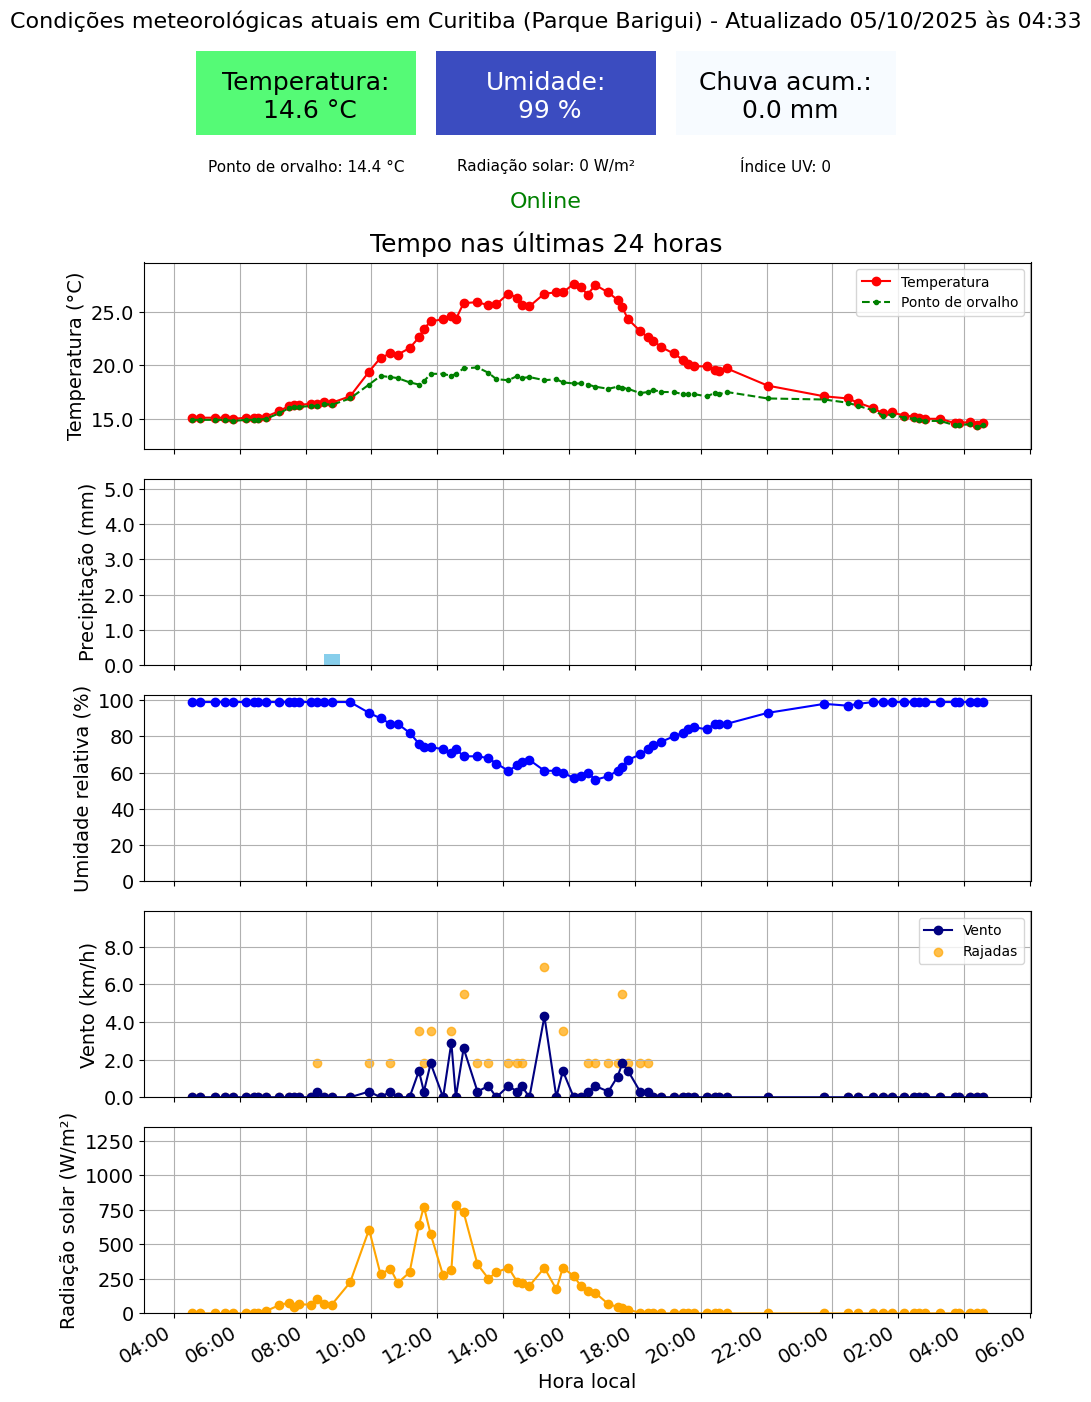 Condições meteorológicas atuais em Curitiba (Parque Barigui) - Atualizado 05/10/2025 às 04:33
Temperatura:
14.6 °C
Umidade:
99 %
Chuva acum.:
0.0 mm
Ponto de orvalho: 14.4 °C
Radiação solar: 0 W/m²
Índice UV: 0
Online
Tempo nas últimas 24 horas
Temperatura (°C)
25.0
20.0
15.0
Temperatura
Ponto de orvalho
Precipitação (mm)
5.0
4.0
3.0
2.0
1.0
0.0
Umidade relativa (%)
100
80
60
40
20
0
Vento (km/h)
8.0
6.0
4.0
2.0
0.0
Vento
Rajadas
Radiação solar (W/m²)
1250
1000
750
500
250
0
04:00 06:00 08:00 10:00 12:00 14:00 16:00 18:00 20:00 22:00 00:00 02:00 04:00 06:00
Hora local